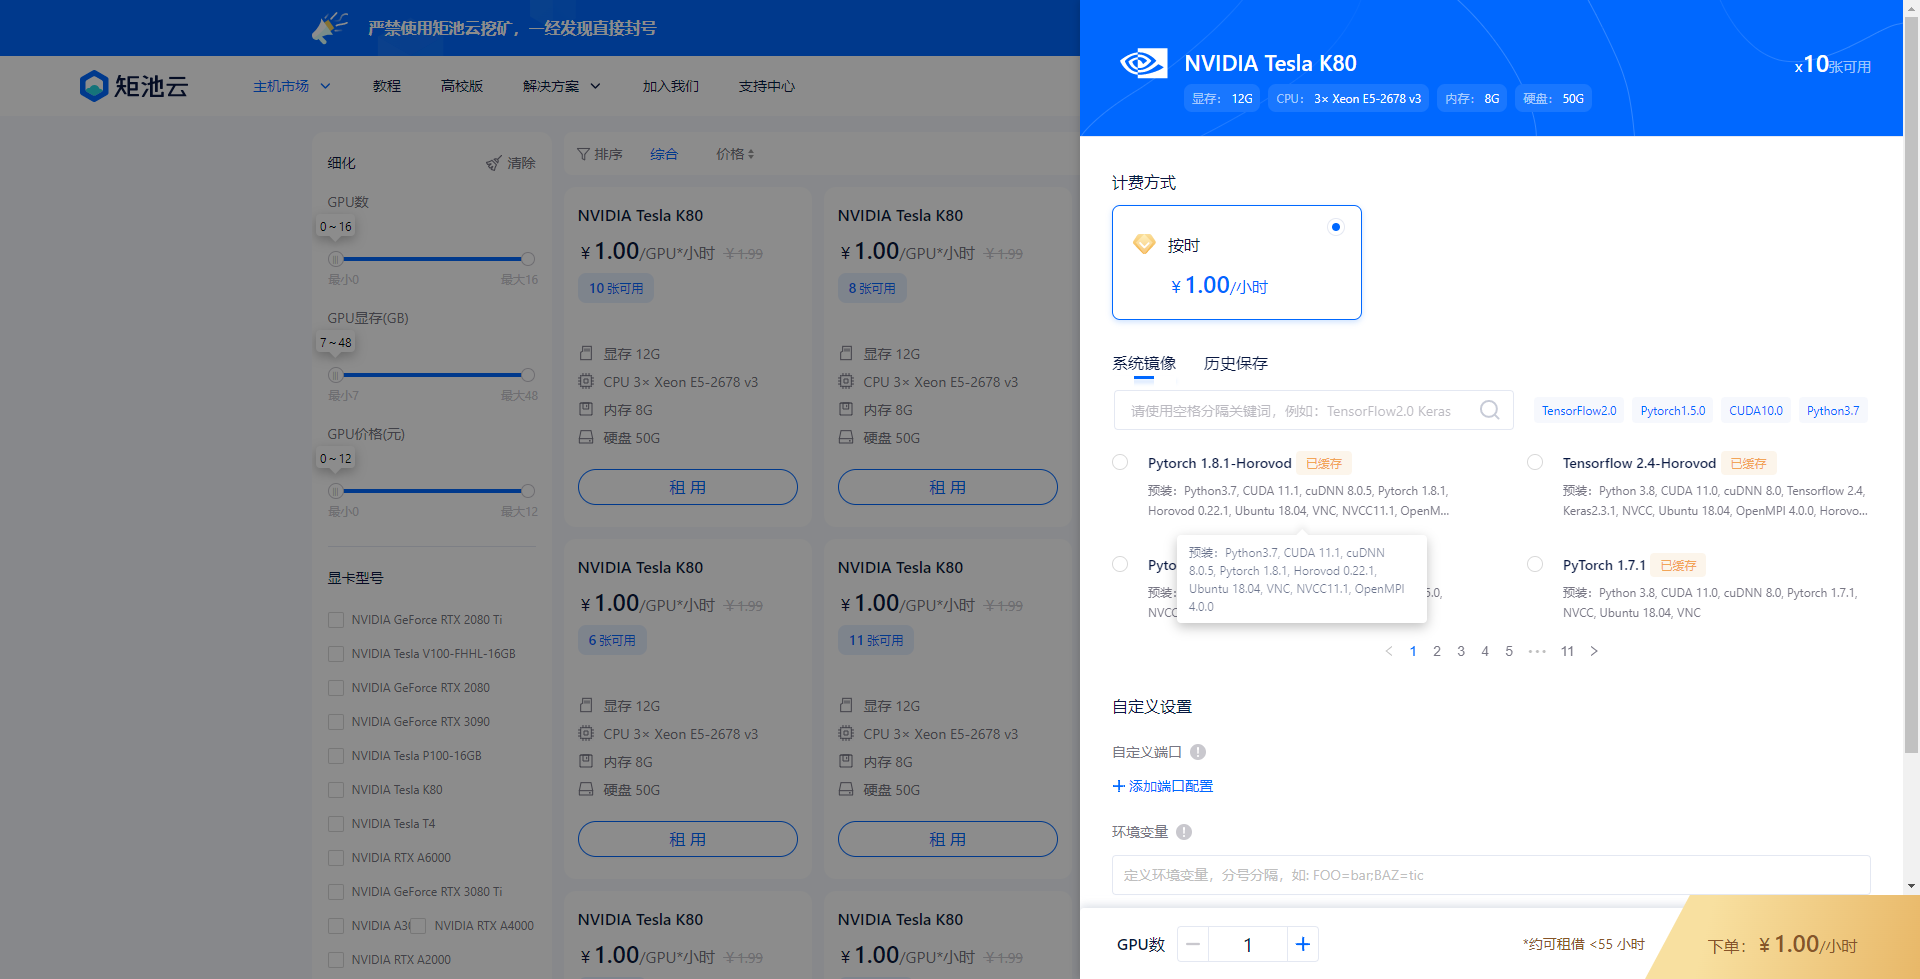 严禁使用矩池云挖矿，一经发现直接封号
矩池云
主机市场
教程
高校版
解决方案
加入我们
支持中心
细化
清除
GPU数
0 ~ 16
最小0
最大16
GPU显存(GB)
7 ~ 48
最小7
最大48
GPU价格(元)
0 ~ 12
最小0
最大12
显卡型号
NVIDIA GeForce RTX 2080 Ti
NVIDIA Tesla V100-FHHL-16GB
NVIDIA GeForce RTX 2080
NVIDIA GeForce RTX 3090
NVIDIA Tesla P100-16GB
NVIDIA Tesla K80
NVIDIA Tesla T4
NVIDIA RTX A6000
NVIDIA GeForce RTX 3080 Ti
NVIDIA A3
NVIDIA RTX A4000
NVIDIA RTX A2000
排序
综合
价格
NVIDIA Tesla K80
¥ 1.00/GPU*小时 ¥ 1.99
10 张可用
显存 12G
CPU 3× Xeon E5-2678 v3
内存 8G
硬盘 50G
租 用
NVIDIA Tesla K80
¥ 1.00/GPU*小时 ¥ 1.99
8 张可用
显存 12G
CPU 3× Xeon E5-2678 v3
内存 8G
硬盘 50G
租 用
NVIDIA Tesla K80
¥ 1.00/GPU*小时 ¥ 1.99
6 张可用
显存 12G
CPU 3× Xeon E5-2678 v3
内存 8G
硬盘 50G
租 用
NVIDIA Tesla K80
¥ 1.00/GPU*小时 ¥ 1.99
11 张可用
显存 12G
CPU 3× Xeon E5-2678 v3
内存 8G
硬盘 50G
租 用
NVIDIA Tesla K80
¥ 1.00/GPU*小时 ¥ 1.99
NVIDIA Tesla K80
¥ 1.00/GPU*小时 ¥ 1.99
NVIDIA Tesla K80
x10张可用
显存： 12G
CPU： 3× Xeon E5-2678 v3
内存： 8G
硬盘： 50G
计费方式
按时
¥ 1.00/小时
系统镜像
历史保存
请使用空格分隔关键词，例如：TensorFlow2.0 Keras
TensorFlow2.0
Pytorch1.5.0
CUDA10.0
Python3.7
Pytorch 1.8.1-Horovod 已缓存
预装：Python3.7, CUDA 11.1, cuDNN 8.0.5, Pytorch 1.8.1,
Horovod 0.22.1, Ubuntu 18.04, VNC, NVCC11.1, OpenM...
Tensorflow 2.4-Horovod 已缓存
预装：Python 3.8, CUDA 11.0, cuDNN 8.0, Tensorflow 2.4,
Keras2.3.1, NVCC, Ubuntu 18.04, OpenMPI 4.0.0, Horovo...
Pyto
预装：
5.0,
NVCC
预装：Python3.7, CUDA 11.1, cuDNN
8.0.5, Pytorch 1.8.1, Horovod 0.22.1,
Ubuntu 18.04, VNC, NVCC11.1, OpenMPI
4.0.0
PyTorch 1.7.1 已缓存
预装：Python 3.8, CUDA 11.0, cuDNN 8.0, Pytorch 1.7.1,
NVCC, Ubuntu 18.04, VNC
< 1 2 3 4 5 ••• 11 >
自定义设置
自定义端口
+ 添加端口配置
环境变量
定义环境变量，分号分隔，如: FOO=bar;BAZ=tic
GPU数
− 1 +
*约可租借 <55 小时
下单： ¥ 1.00/小时